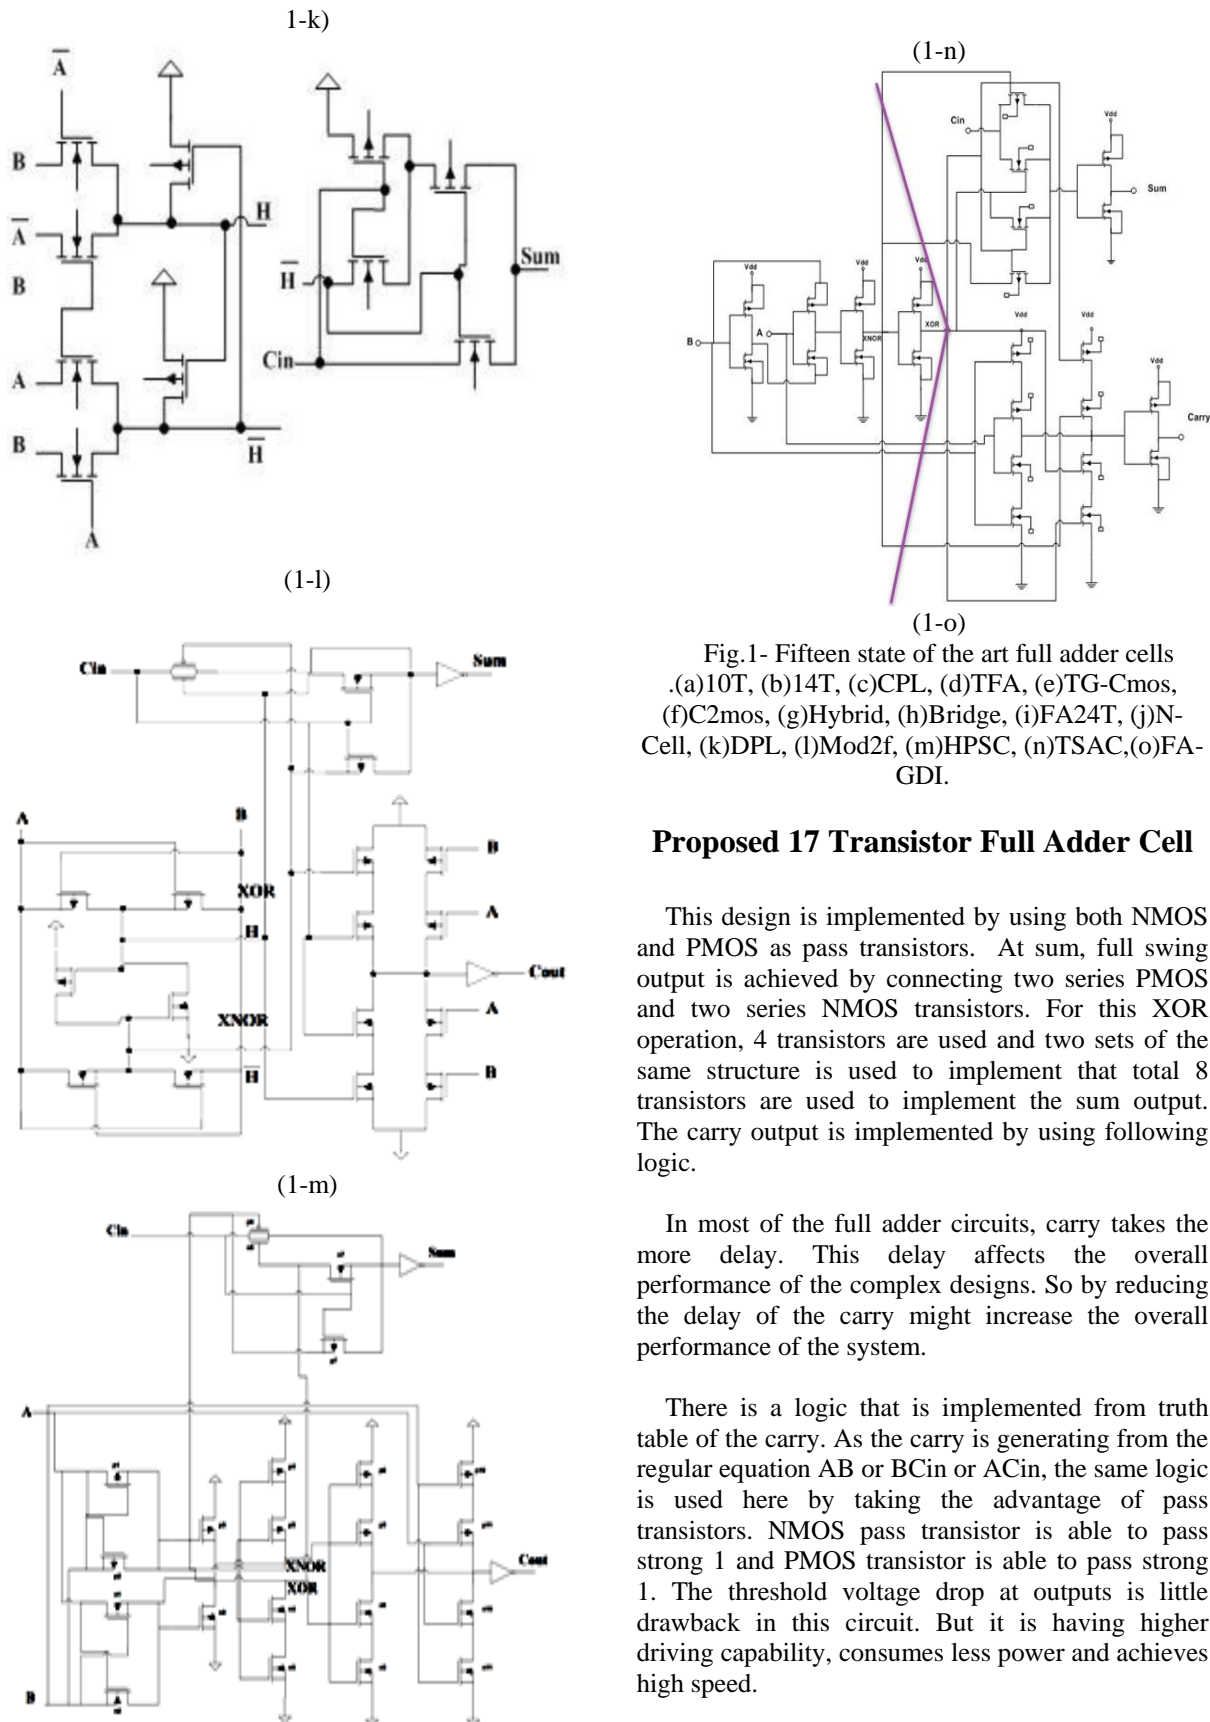 1-k)
A
B
A
B
A
B
A
H
H
H
Cin
Sum
(1-l)
Cin
Sum
A
B
XOR
H
XNOR
H
B
A
A
B
Cout
(1-m)
Cin
Sum
A
XNOR
XOR
Cout
B
(1-n)
Cin
Vdd
Sum
Vdd
Vdd
Vdd
Vdd
B
A
XNOR
XOR
Vdd
Vdd
Vdd
Carry
(1-o)
Fig.1- Fifteen state of the art full adder cells
.(a)10T, (b)14T, (c)CPL, (d)TFA, (e)TG-Cmos,
(f)C2mos, (g)Hybrid, (h)Bridge, (i)FA24T, (j)N-
Cell, (k)DPL, (l)Mod2f, (m)HPSC, (n)TSAC,(o)FA-
GDI.
Proposed 17 Transistor Full Adder Cell
This design is implemented by using both NMOS
and PMOS as pass transistors. At sum, full swing
output is achieved by connecting two series PMOS
and two series NMOS transistors. For this XOR
operation, 4 transistors are used and two sets of the
same structure is used to implement that total 8
transistors are used to implement the sum output.
The carry output is implemented by using following
logic.
In most of the full adder circuits, carry takes the
more delay. This delay affects the overall
performance of the complex designs. So by reducing
the delay of the carry might increase the overall
performance of the system.
There is a logic that is implemented from truth
table of the carry. As the carry is generating from the
regular equation AB or BCin or ACin, the same logic
is used here by taking the advantage of pass
transistors. NMOS pass transistor is able to pass
strong 1 and PMOS transistor is able to pass strong
1. The threshold voltage drop at outputs is little
drawback in this circuit. But it is having higher
driving capability, consumes less power and achieves
high speed.